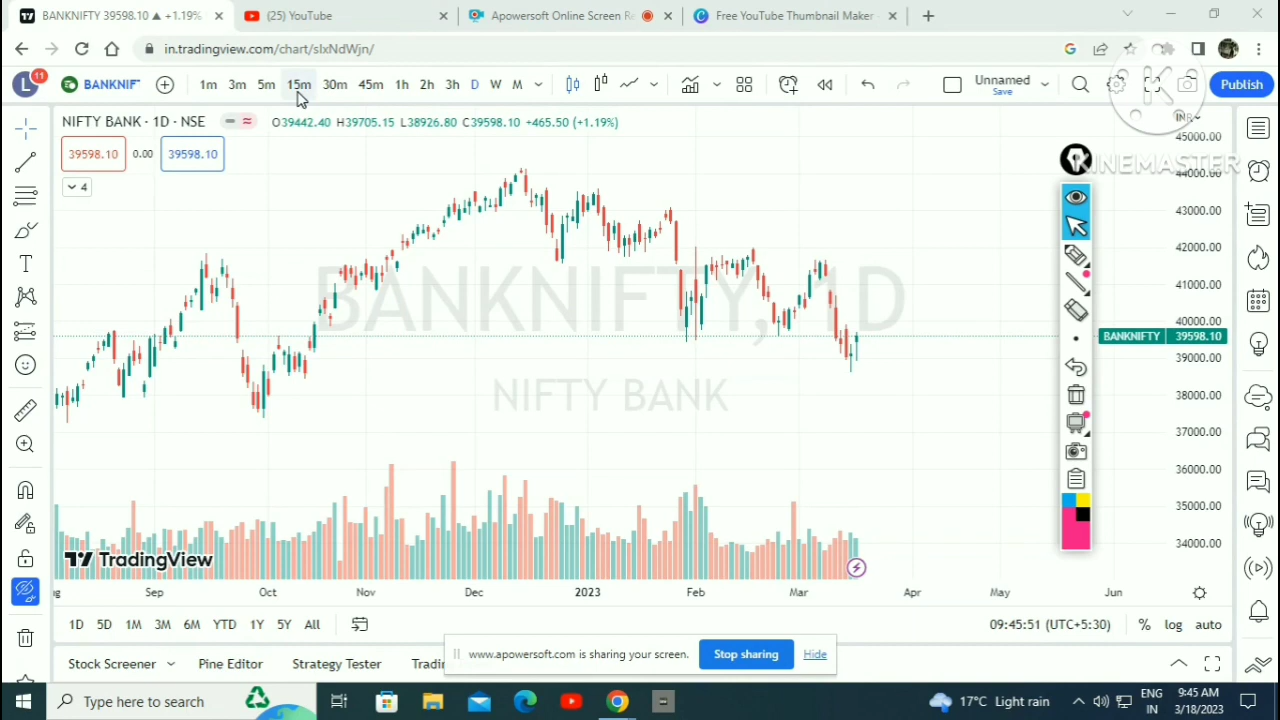 BANKNIFTY 39598.10 ▲ +1.19%
(25) YouTube
Apowersoft Online Screen Re
Free YouTube Thumbnail Maker -
in.tradingview.com/chart/slxNdWjn/
L 11
BANKNIF
1m 3m 5m 15m 30m 45m 1h 2h 3h D W M
Unnamed
Save
Publish
NIFTY BANK · 1D · NSE
O39442.40 H39705.15 L38926.80 C39598.10 +465.50 (+1.19%)
INR
39598.10 0.00 39598.10
4
KINEMASTER
45000.00
44000.00
43000.00
42000.00
41000.00
40000.00
BANKNIFTY 39598.10
39000.00
38000.00
37000.00
36000.00
35000.00
34000.00
BANKNIFTY, 1D
NIFTY BANK
TradingView
Sep Oct Nov Dec 2023 Feb Mar Apr May Jun
1D 5D 1M 3M 6M YTD 1Y 5Y All
09:45:51 (UTC+5:30) % log auto
www.apowersoft.com is sharing your screen. Stop sharing Hide
Stock Screener Pine Editor Strategy Tester Tradin
Type here to search
17°C Light rain
ENG
IN
9:45 AM
3/18/2023